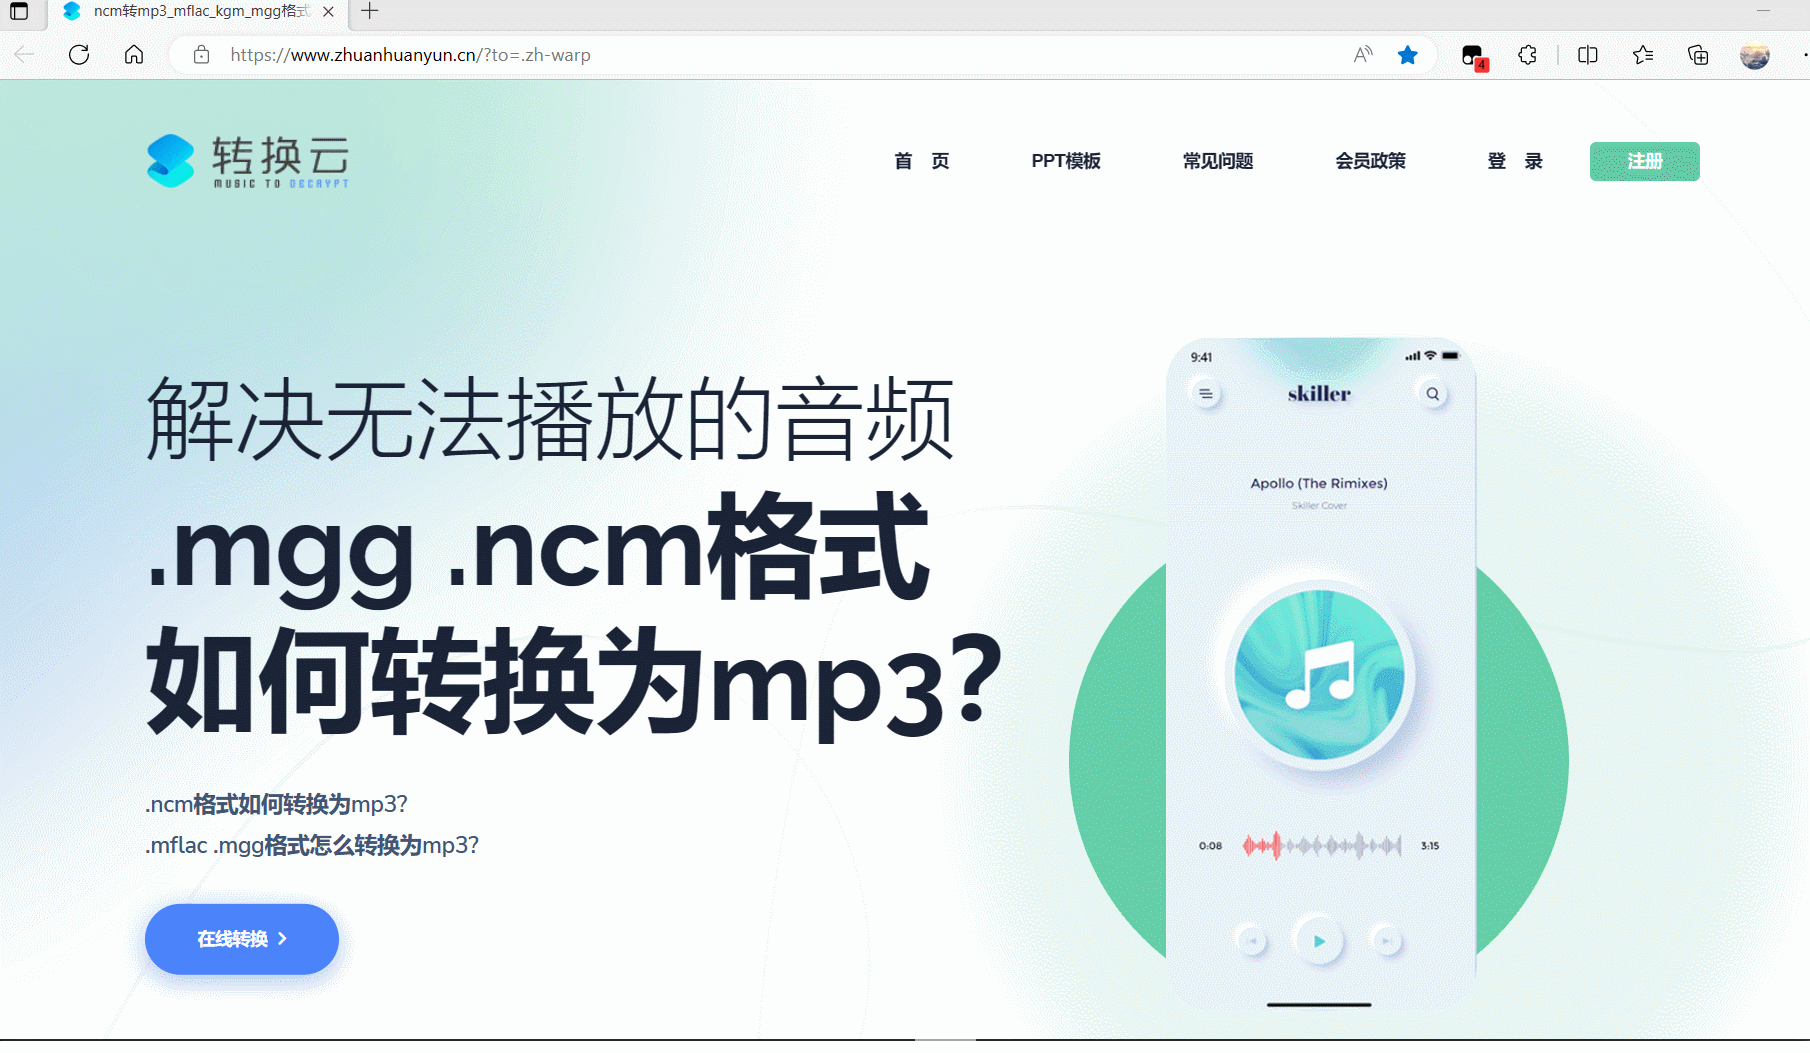 ncm转mp3_mflac_kgm_mgg格式
https://www.zhuanhuanyun.cn/?to=.zh-warp
4
转换云
MUSIC TO DECRYPT
首 页
PPT模板
常见问题
会员政策
登 录
注册
解决无法播放的音频
.mgg .ncm格式
如何转换为mp3?
.ncm格式如何转换为mp3?
.mflac .mgg格式怎么转换为mp3?
在线转换
9:41
skiller
Apollo (The Rimixes)
Skiller Cover
0:08
3:15